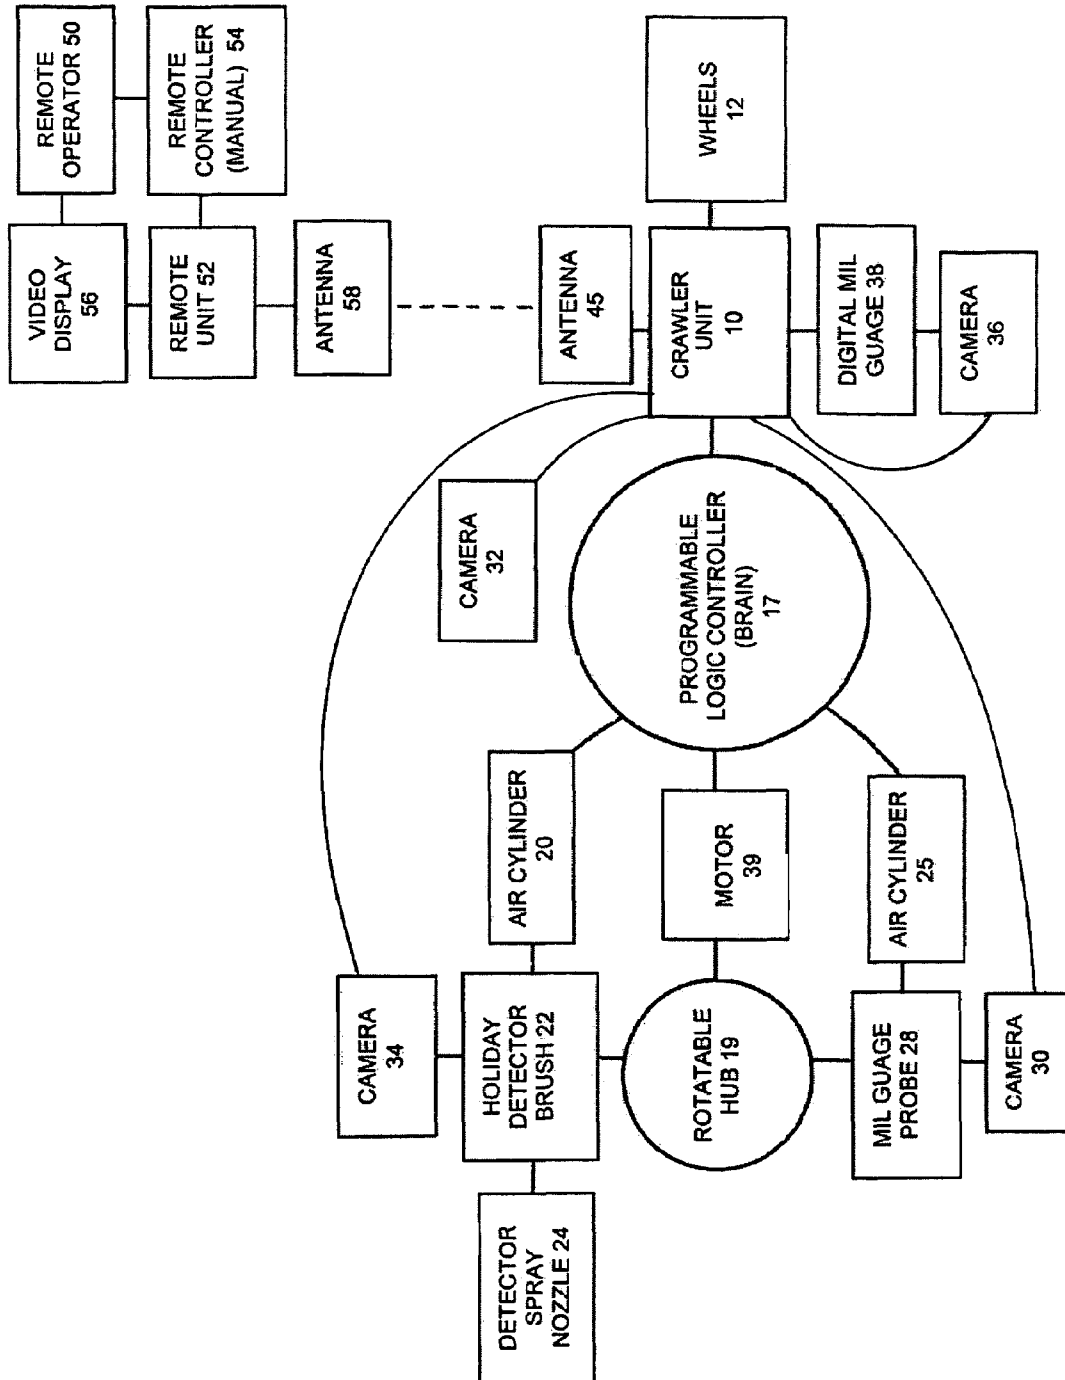 REMOTE
OPERATOR 50
REMOTE
CONTROLLER
(MANUAL) 54
VIDEO
DISPLAY
56
REMOTE
UNIT 52
ANTENNA
58
ANTENNA
45
WHEELS
12
CRAWLER
UNIT
10
DIGITAL MIL
GUAGE 38
CAMERA
36
CAMERA
32
PROGRAMMABLE
LOGIC CONTROLLER
(BRAIN)
17
AIR CYLINDER
20
MOTOR
39
AIR CYLINDER
25
CAMERA
34
HOLIDAY
DETECTOR
BRUSH 22
ROTATABLE
HUB 19
MIL GUAGE
PROBE 28
CAMERA
30
DETECTOR
SPRAY
NOZZLE 24